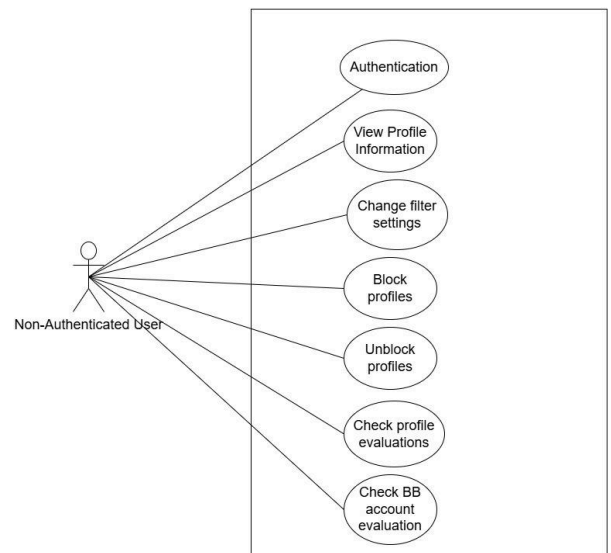 Authentication
View Profile
Information
Change filter
settings
Block
profiles
Non-Authenticated User
Unblock
profiles
Check profile
evaluations
Check BB
account
evaluation